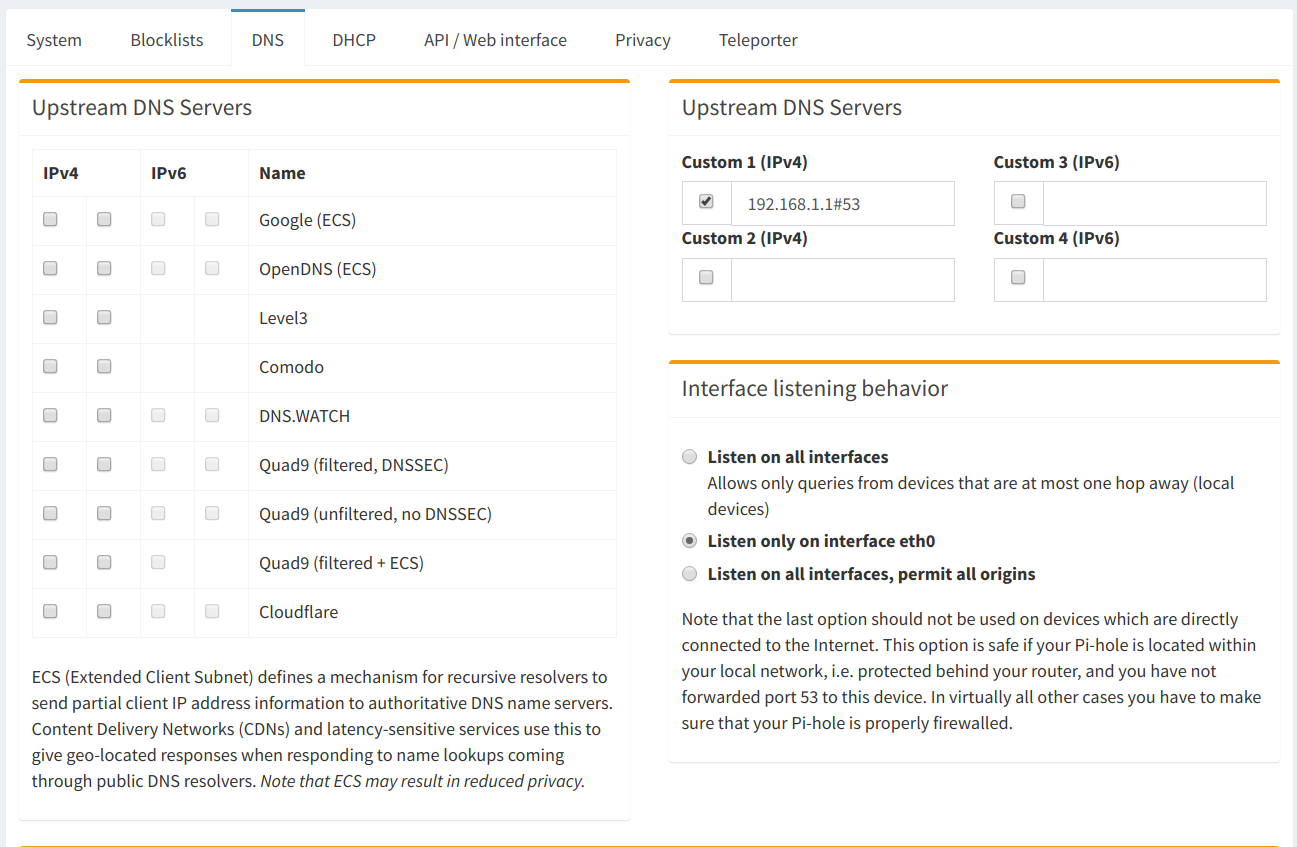 System
Blocklists
DNS
DHCP
API / Web interface
Privacy
Teleporter
Upstream DNS Servers
IPv4 IPv6 Name
Google (ECS)
OpenDNS (ECS)
Level3
Comodo
DNS.WATCH
Quad9 (filtered, DNSSEC)
Quad9 (unfiltered, no DNSSEC)
Quad9 (filtered + ECS)
Cloudflare
ECS (Extended Client Subnet) defines a mechanism for recursive resolvers to
send partial client IP address information to authoritative DNS name servers.
Content Delivery Networks (CDNs) and latency-sensitive services use this to
give geo-located responses when responding to name lookups coming
through public DNS resolvers. Note that ECS may result in reduced privacy.
Upstream DNS Servers
Custom 1 (IPv4)
192.168.1.1#53
Custom 2 (IPv4)
Custom 3 (IPv6)
Custom 4 (IPv6)
Interface listening behavior
Listen on all interfaces
Allows only queries from devices that are at most one hop away (local
devices)
Listen only on interface eth0
Listen on all interfaces, permit all origins
Note that the last option should not be used on devices which are directly
connected to the Internet. This option is safe if your Pi-hole is located within
your local network, i.e. protected behind your router, and you have not
forwarded port 53 to this device. In virtually all other cases you have to make
sure that your Pi-hole is properly firewalled.